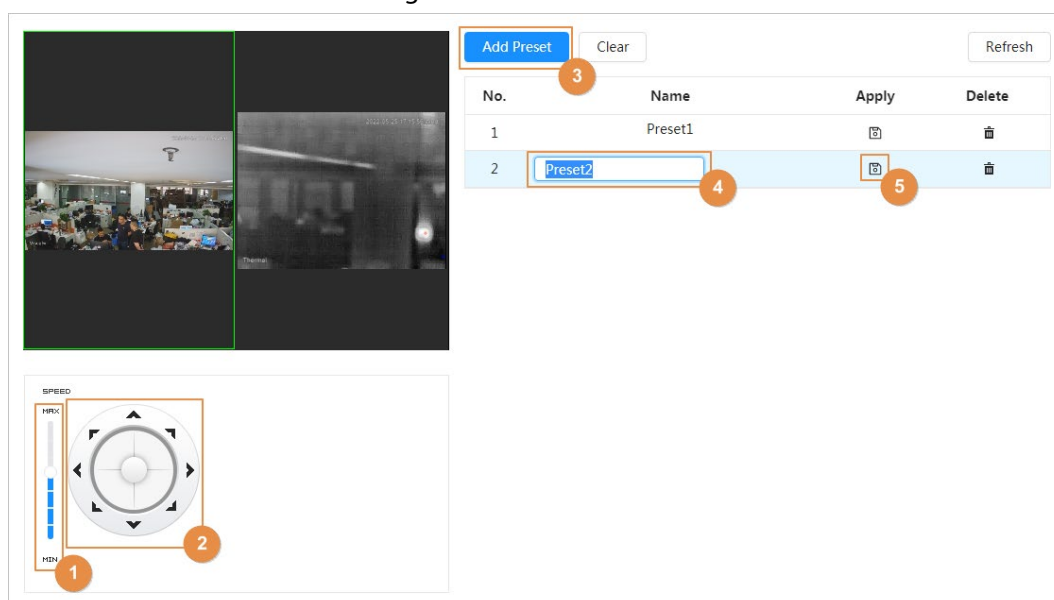 Add Preset Clear Refresh
3
No. Name Apply Delete
1 Preset1
2 Preset2
4 5
Thermal
SPEED
MAX
2
MIN
1